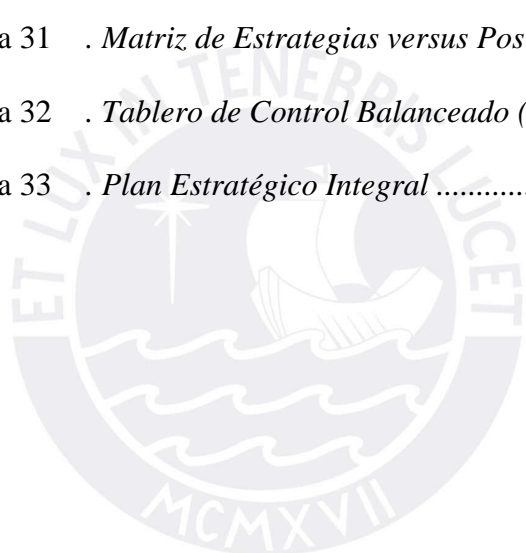 a 31 . Matriz de Estrategias versus Pos
a 32 . Tablero de Control Balanceado (
a 33 . Plan Estratégico Integral ............
ET LUX IN TENEBRIS LUCET
MCMXVII